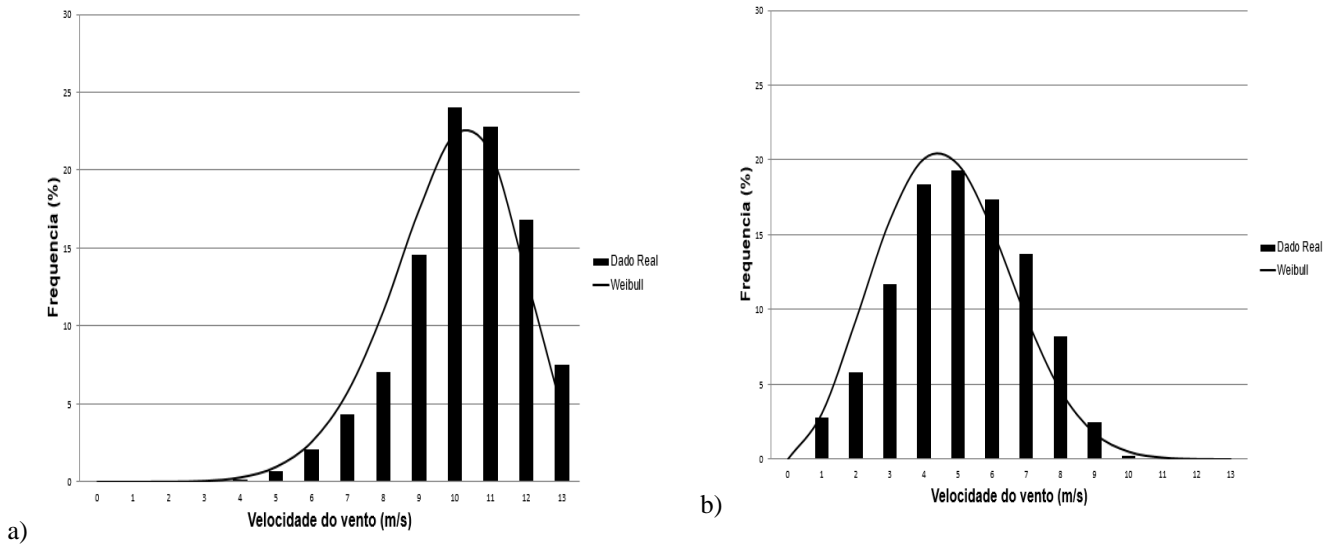 30
25
20
15
10
5
0
Frequencia (%)
0 1 2 3 4 5 6 7 8 9 10 11 12 13
Velocidade do vento (m/s)
Dado Real
Weibull
a)
30
25
20
15
10
5
0
Frequencia (%)
0 1 2 3 4 5 6 7 8 9 10 11 12 13
Velocidade do vento (m/s)
Dado Real
Weibull
b)